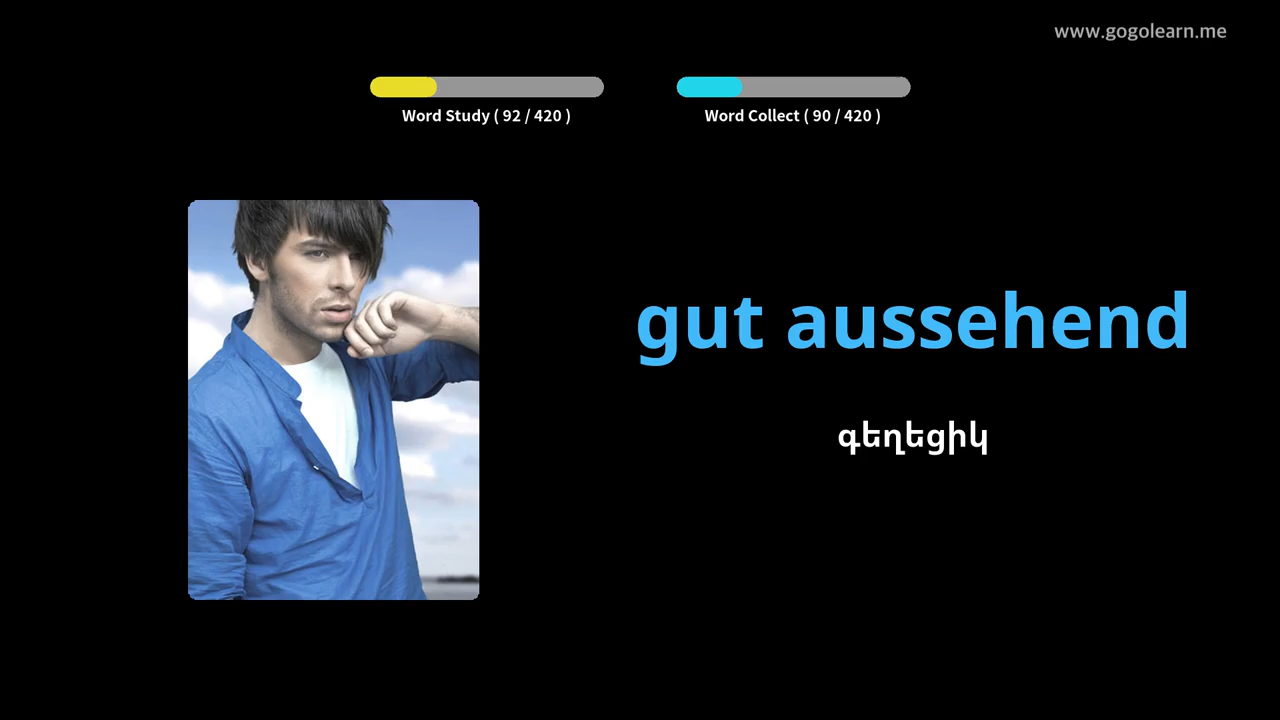 www.gogolearn.me
Word Study ( 92 / 420 )
Word Collect ( 90 / 420 )
gut aussehend
գեղեցիկ